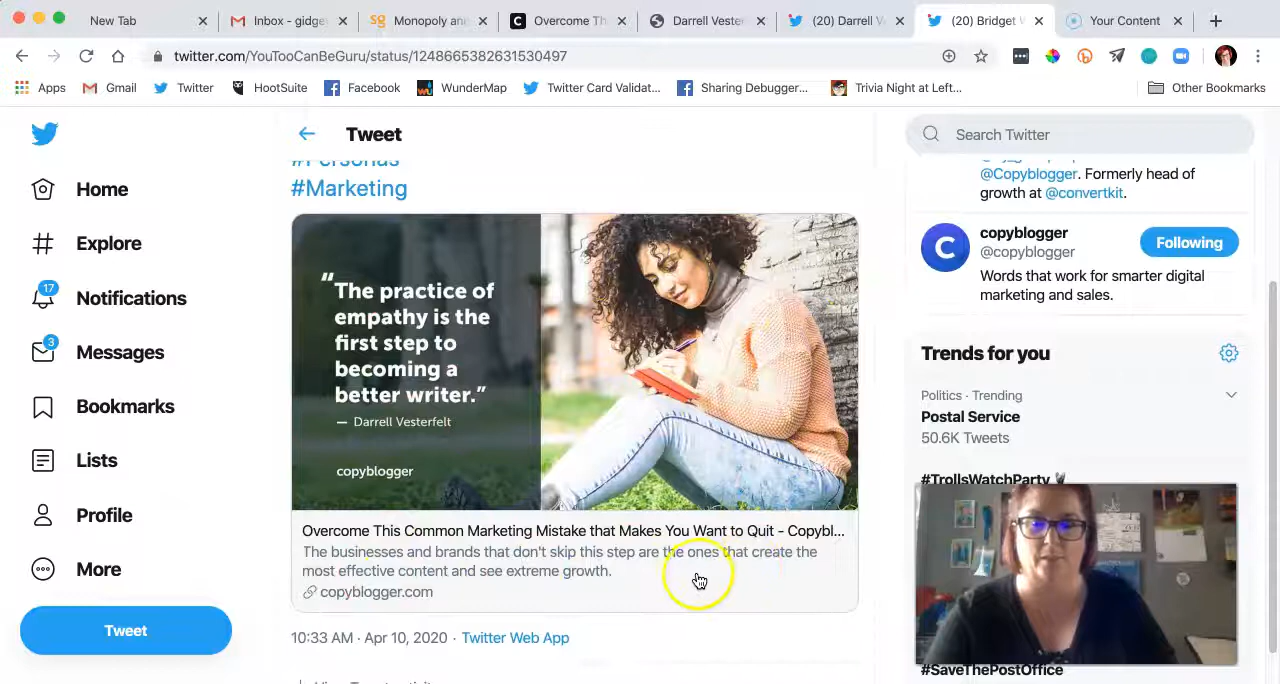 New Tab
Inbox - gidge
Monopoly an
Overcome Th
Darrell Veste
(20) Darrell V
(20) Bridget
Your Content
twitter.com/YouTooCanBeGuru/status/1248665382631530497
Apps
Gmail
Twitter
HootSuite
Facebook
WunderMap
Twitter Card Validat...
Sharing Debugger...
Trivia Night at Left...
Other Bookmarks
Home
Explore
17
Notifications
3
Messages
Bookmarks
Lists
Profile
More
Tweet
Tweet
#Personas
#Marketing
“The practice of
empathy is the
first step to
becoming a
better writer.”
— Darrell Vesterfelt
copyblogger
Overcome This Common Marketing Mistake that Makes You Want to Quit - Copybl...
The businesses and brands that don't skip this step are the ones that create the
most effective content and see extreme growth.
copyblogger.com
10:33 AM · Apr 10, 2020 · Twitter Web App
Search Twitter
@Copyblogger. Formerly head of
growth at @convertkit.
C
copyblogger
@copyblogger
Following
Words that work for smarter digital
marketing and sales.
Trends for you
Politics · Trending
Postal Service
50.6K Tweets
#TrollsWatchParty
#SaveThePostOffice